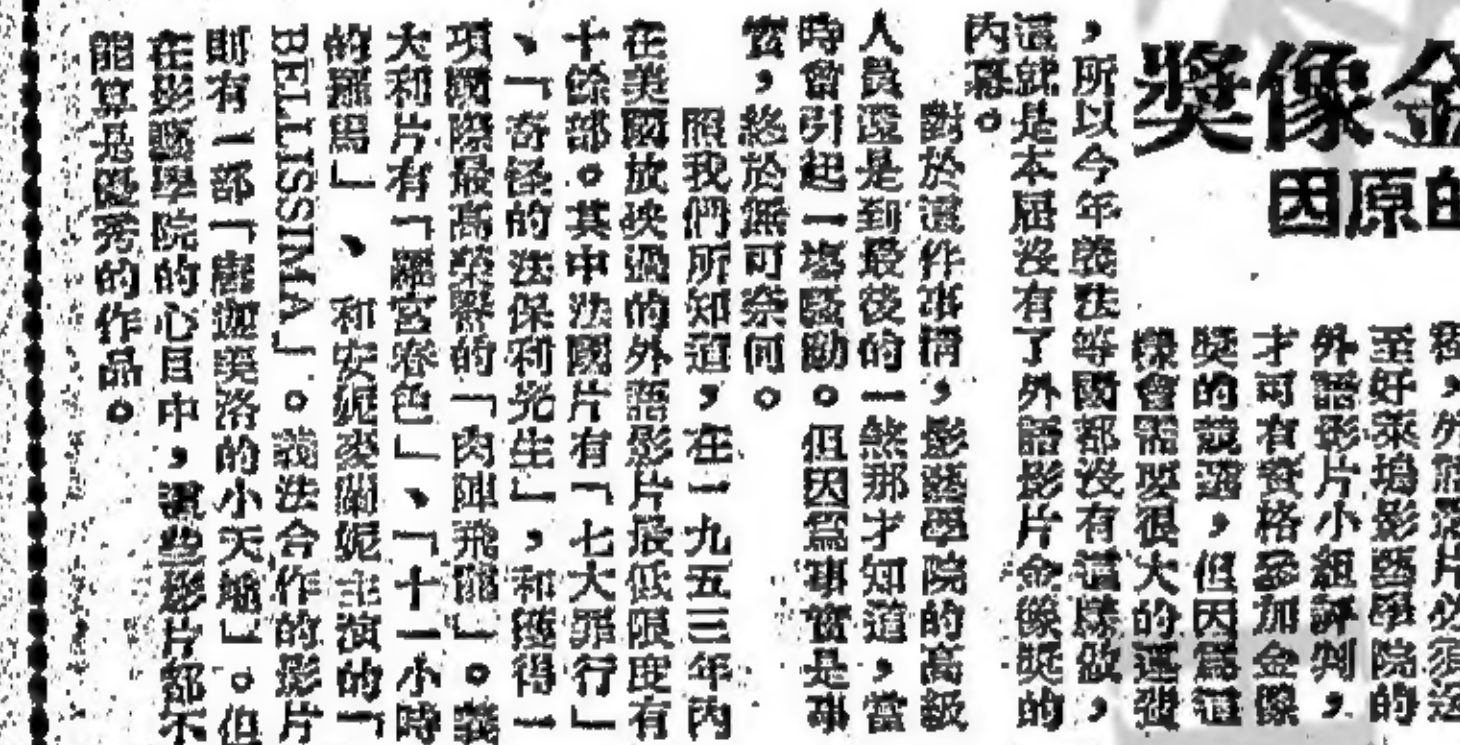 金像獎
的原因
程，外語影片必須送
至好萊塢影藝學院的
外語影片小組評判，
才可有資格參加金像
獎的競選，但因爲這
樣會需要很大的運費
，所以今年義法等國都沒有這樣做，
這就是本屆沒有了外語影片金像獎的
內幕。
對於這件事情，影藝學院的高級
人員還是到最後的一煞那才知道，當
時會引起一塲騷動。但因爲事實是事
實，終於無可奈何。
照我們所知道，在一九五三年內
在美國放映過的外語影片最低限度有
十餘部。其中法國片有「七大罪行」
、「奇怪的法保利先生」，和獲得一
項國際最高榮譽的「肉陣飛龍」。義
大和片有「羅宮春色」、「十一小時
的羅馬」、和安妮麥蘭妮主演的「
BELLISSIMA」。義法合作的影片
則有一部「唐迦美洛的小天地」。但
在影藝學院的心目中，這些影片都不
能算是優秀的作品。